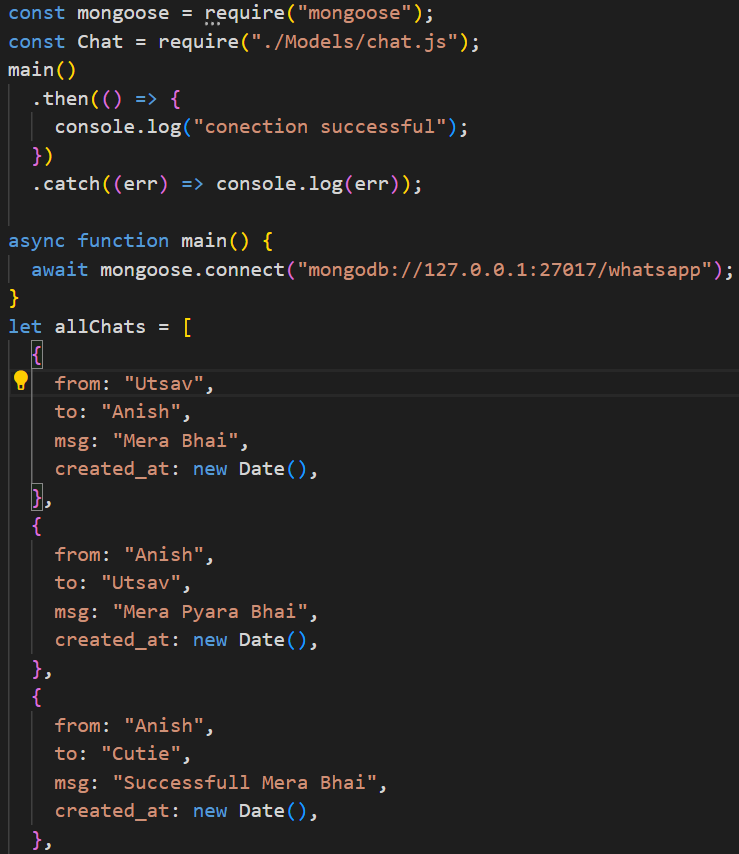 const mongoose = require("mongoose");
const Chat = require("./Models/chat.js");
main()
  .then(() => {
    console.log("conection successful");
  })
  .catch((err) => console.log(err));

async function main() {
  await mongoose.connect("mongodb://127.0.0.1:27017/whatsapp");
}
let allChats = [
  {
    from: "Utsav",
    to: "Anish",
    msg: "Mera Bhai",
    created_at: new Date(),
  },
  {
    from: "Anish",
    to: "Utsav",
    msg: "Mera Pyara Bhai",
    created_at: new Date(),
  },
  {
    from: "Anish",
    to: "Cutie",
    msg: "Successfull Mera Bhai",
    created_at: new Date(),
  },